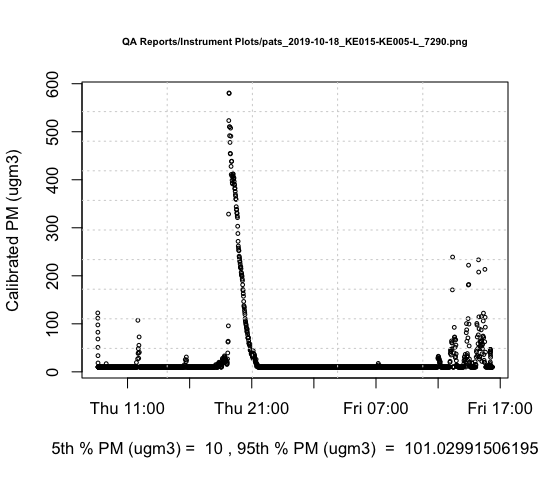 QA Reports/Instrument Plots/pats_2019-10-18_KE015-KE005-L_7290.png
Calibrated PM (ugm3)
600
500
400
300
200
100
0
Thu 11:00 Thu 21:00 Fri 07:00 Fri 17:00
5th % PM (ugm3) = 10 , 95th % PM (ugm3) = 101.02991506195